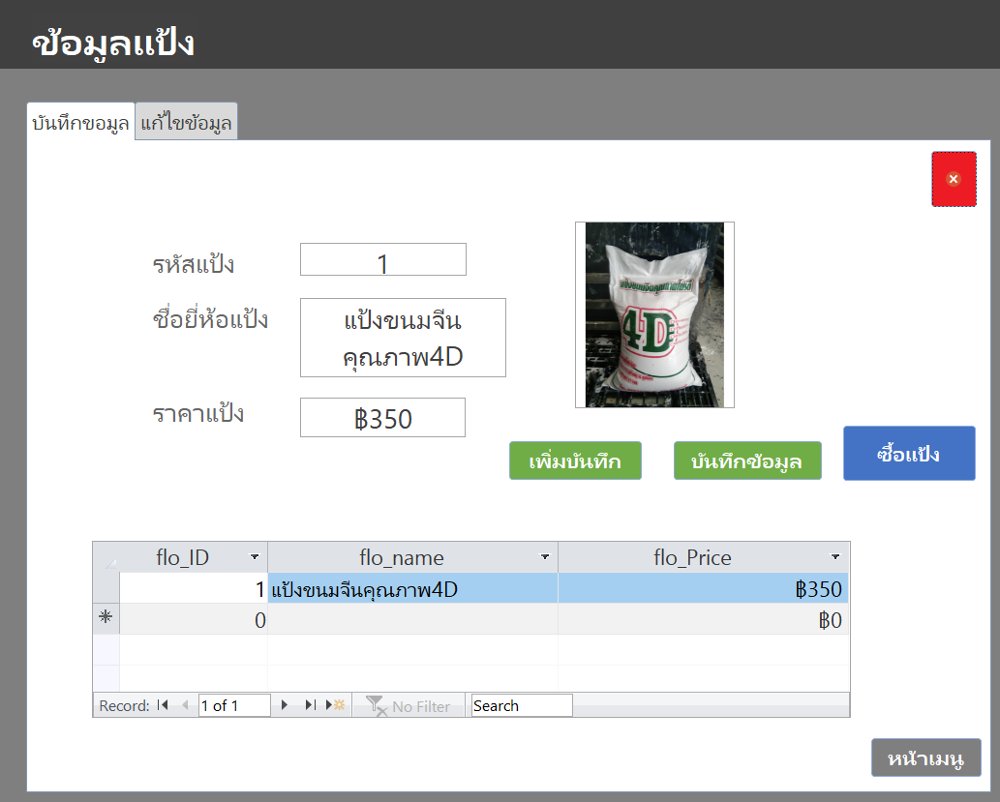 ข้อมูลแป้ง
บันทึกขอมูล
แก้ไขข้อมูล
รหัสแป้ง
1
ชื่อยี่ห้อแป้ง
แป้งขนมจีน
คุณภาพ4D
ราคาแป้ง
฿350
4D
เพิ่มบันทึก
บันทึกข้อมูล
ซื้อแป้ง
flo_ID flo_name flo_Price
1 แป้งขนมจีนคุณภาพ4D ฿350
0 ฿0
Record: 1 of 1 No Filter Search
หน้าเมนู